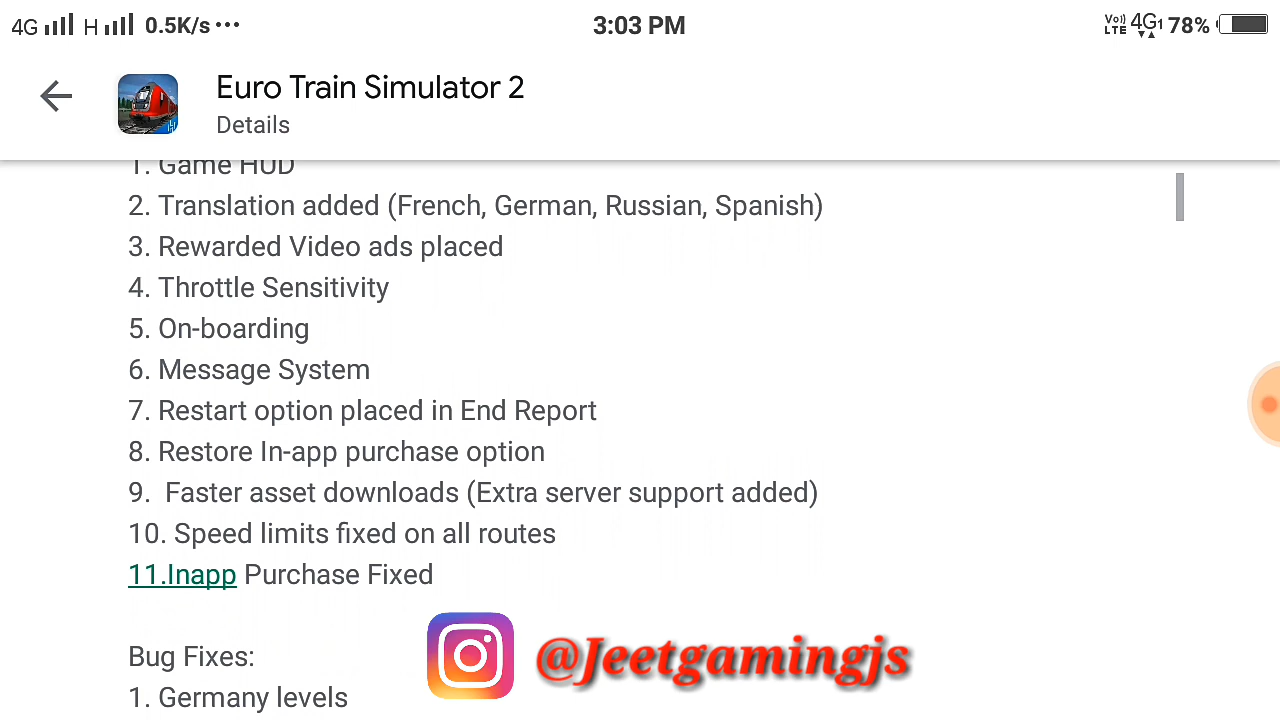 4G H 0.5K/s ••• 3:03 PM Vo)) LTE 4G1 78%
Euro Train Simulator 2
Details
1. Game HUD
2. Translation added (French, German, Russian, Spanish)
3. Rewarded Video ads placed
4. Throttle Sensitivity
5. On-boarding
6. Message System
7. Restart option placed in End Report
8. Restore In-app purchase option
9.  Faster asset downloads (Extra server support added)
10. Speed limits fixed on all routes
11.Inapp Purchase Fixed
Bug Fixes:
@Jeetgamingjs
1. Germany levels